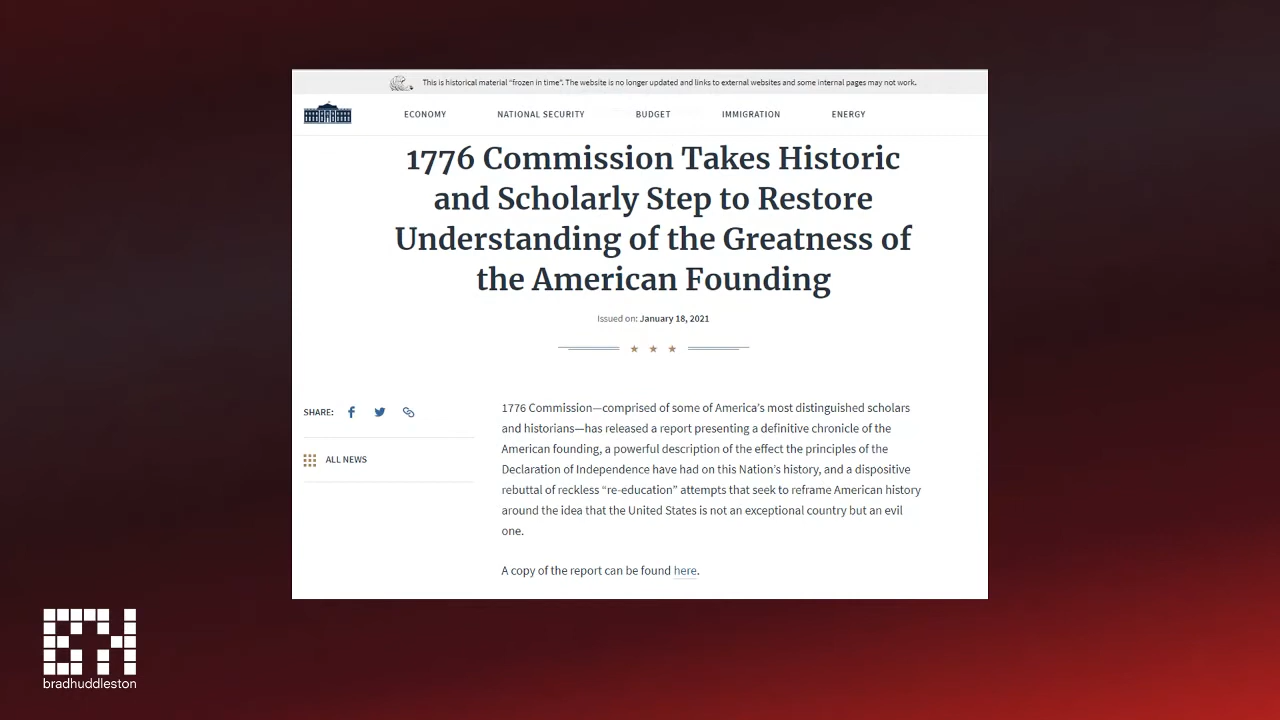 This is historical material “frozen in time”. The website is no longer updated and links to external websites and some internal pages may not work.
ECONOMY NATIONAL SECURITY BUDGET IMMIGRATION ENERGY
1776 Commission Takes Historic
and Scholarly Step to Restore
Understanding of the Greatness of
the American Founding
Issued on: January 18, 2021
SHARE:
ALL NEWS
1776 Commission—comprised of some of America’s most distinguished scholars
and historians—has released a report presenting a definitive chronicle of the
American founding, a powerful description of the effect the principles of the
Declaration of Independence have had on this Nation’s history, and a dispositive
rebuttal of reckless “re-education” attempts that seek to reframe American history
around the idea that the United States is not an exceptional country but an evil
one.
A copy of the report can be found here.
bradhuddleston